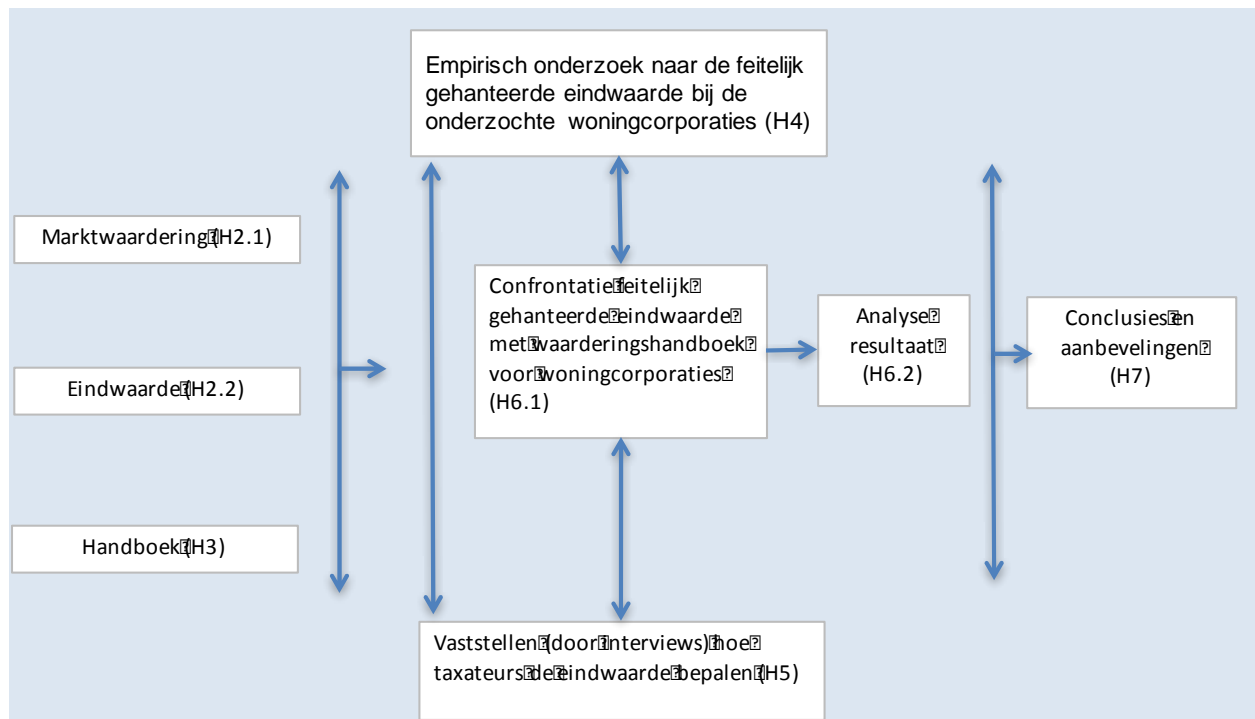 Empirisch onderzoek naar de feitelijk
gehanteerde eindwaarde bij de
onderzochte woningcorporaties (H4)
Marktwaardering (H2.1)
Eindwaarde (H2.2)
Handboek (H3)
Confrontatie feitelijk
gehanteerde eindwaarde
met waarderingshandboek
voor woningcorporaties
(H6.1)
Analyse
resultaat
(H6.2)
Conclusies en
aanbevelingen
(H7)
Vaststellen (door interviews) hoe
taxateurs de eindwaarde bepalen (H5)